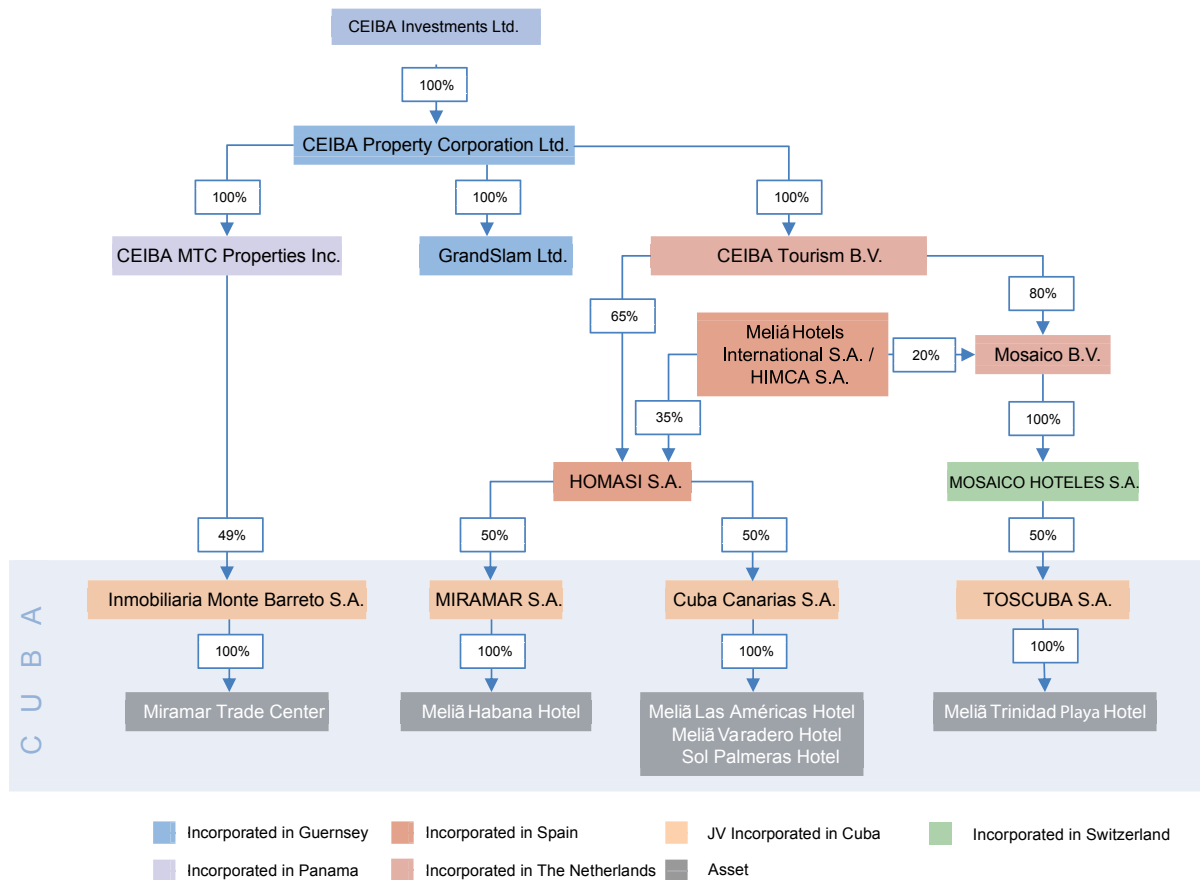 CEIBA Investments Ltd.
100%
CEIBA Property Corporation Ltd.
100%
100%
100%
CEIBA MTC Properties Inc.
GrandSlam Ltd.
CEIBA Tourism B.V.
65%
80%
Meliá Hotels
International S.A. /
HIMCA S.A.
20%
Mosaico B.V.
35%
100%
HOMASI S.A.
MOSAICO HOTELES S.A.
49%
50%
50%
50%
CUBA
Inmobiliaria Monte Barreto S.A.
MIRAMAR S.A.
Cuba Canarias S.A.
TOSCUBA S.A.
100%
100%
100%
100%
Miramar Trade Center
Meliã Habana Hotel
Meliã Las Américas Hotel
Meliã Varadero Hotel
Sol Palmeras Hotel
Meliã Trinidad Playa Hotel
Incorporated in Guernsey
Incorporated in Spain
JV Incorporated in Cuba
Incorporated in Switzerland
Incorporated in Panama
Incorporated in The Netherlands
Asset